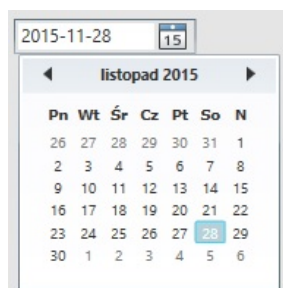 2015-11-28 15
listopad 2015
Pn Wt Śr Cz Pt So N
26 27 28 29 30 31 1
2 3 4 5 6 7 8
9 10 11 12 13 14 15
16 17 18 19 20 21 22
23 24 25 26 27 28 29
30 1 2 3 4 5 6